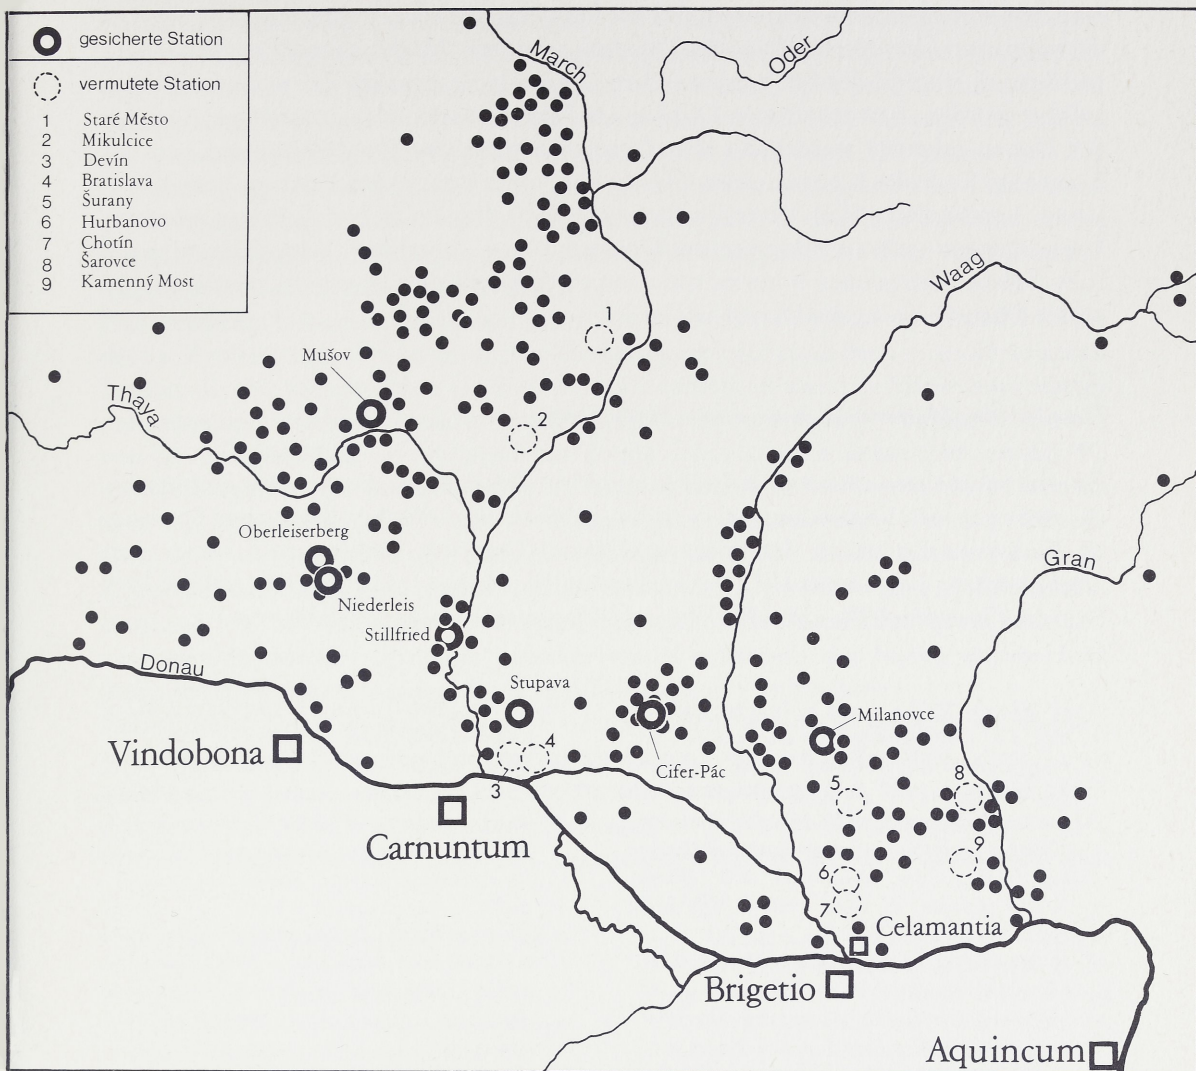 gesicherte Station
vermutete Station
1 Staré Město
2 Mikulcice
3 Devín
4 Bratislava
5 Šurany
6 Hurbanovo
7 Chotín
8 Šarovce
9 Kamenný Most
March
Oder
Waag
1
Mušov
Thaya
2
Oberleiserberg
Gran
Niederleis
Stillfried
Donau
Stupava
Milanovce
Vindobona
4
Cifer-Pác
3
5
8
Carnuntum
9
6
7
Celamantia
Brigetio
Aquincum